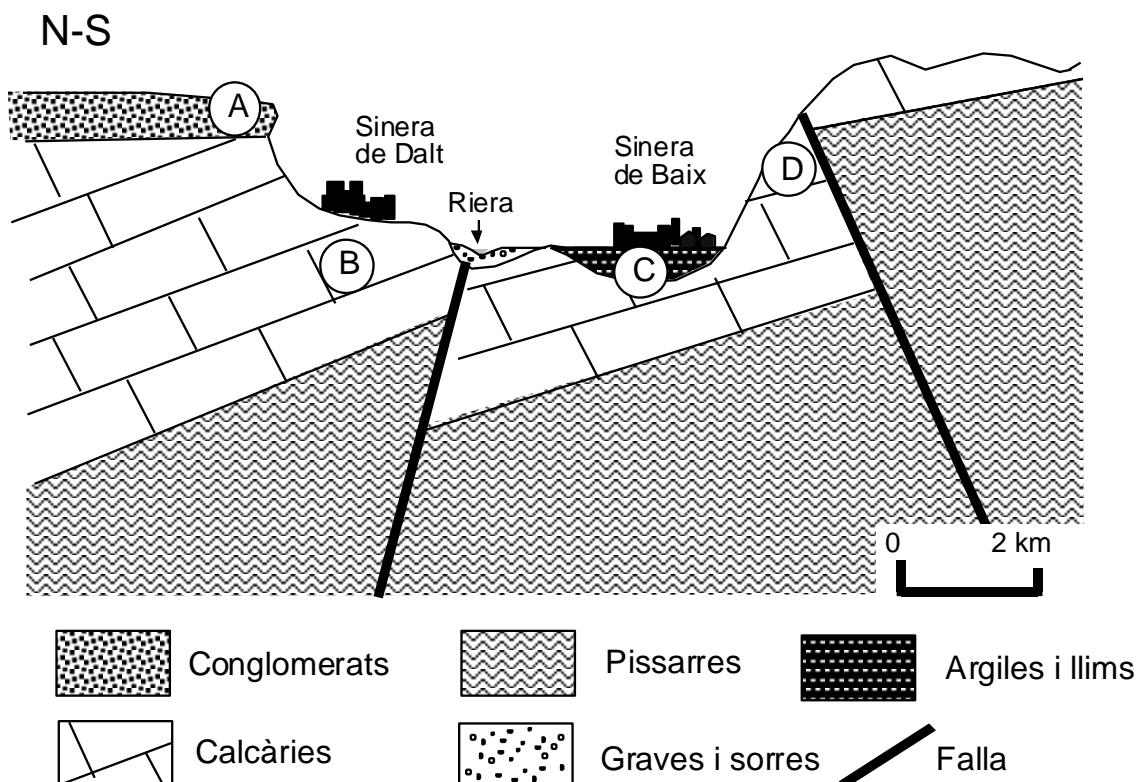 N-S
A
Sinera
de Dalt
Riera
Sinera
de Baix
D
B
C
0 2 km
Conglomerats
Pissarres
Argiles i llims
Calcàries
Graves i sorres
Falla